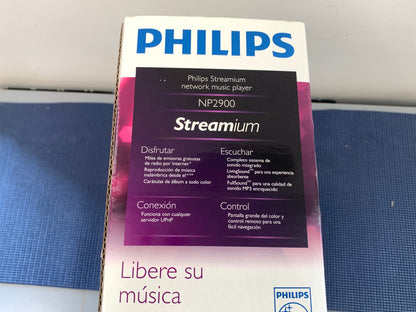 PHILIPS
Philips Streamium
network music player
NP2900
Streamium
Disfrutar
Miles de emisoras gratuitas
de radio por Internet*
Reproducción de música
inalámbrica desde el***
Carátulas de álbum a todo color
Escuchar
Completo sistema de
sonido integrado
LivingSound™ para una experiencia
absorbente
FullSound™ para una calidad de
sonido MP3 enriquecido
Conexión
Funciona con cualquier
servidor UPnP
Control
Pantalla grande del color y
control remoto para una
fácil navegación
Libere su
música
PHILIPS